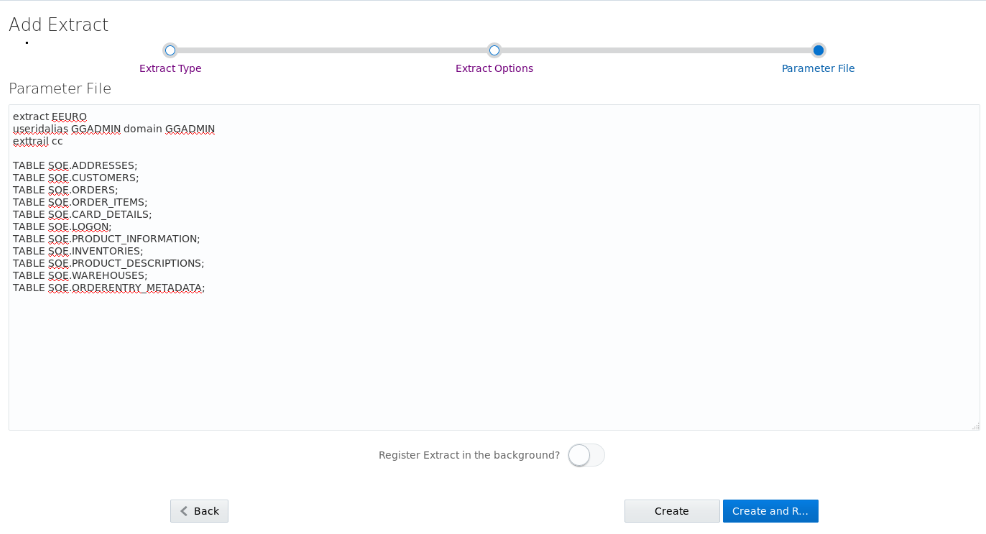 Add Extract
Extract Type
Extract Options
Parameter File
Parameter File
extract EEURO
useridalias GGADMIN domain GGADMIN
exttrail cc
TABLE SOE.ADDRESSES;
TABLE SOE.CUSTOMERS;
TABLE SOE.ORDERS;
TABLE SOE.ORDER_ITEMS;
TABLE SOE.CARD_DETAILS;
TABLE SOE.LOGON;
TABLE SOE.PRODUCT_INFORMATION;
TABLE SOE.INVENTORIES;
TABLE SOE.PRODUCT_DESCRIPTIONS;
TABLE SOE.WAREHOUSES;
TABLE SOE.ORDERENTRY_METADATA;
Register Extract in the background?
Back
Create
Create and R...